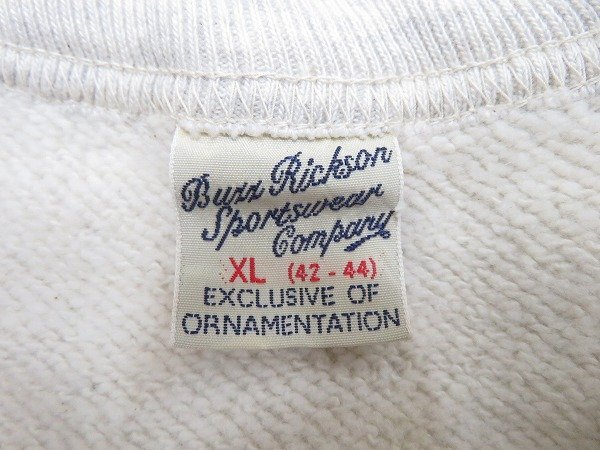 Buzz Rickson
Sportswear
Company
XL (42-44)
EXCLUSIVE OF
ORNAMENTATION